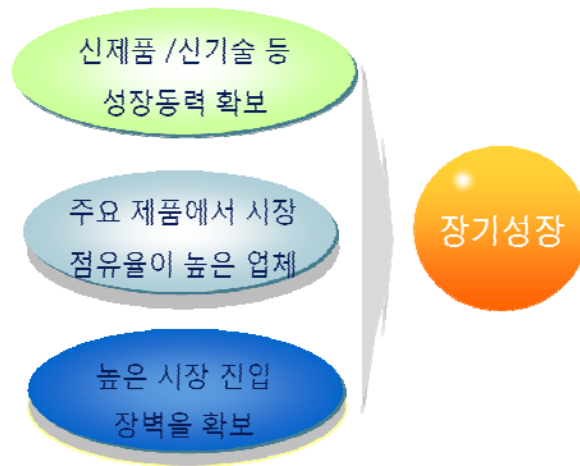 신제품 /신기술 등
성장동력 확보
주요 제품에서 시장
점유율이 높은 업체
장기성장
높은 시장 진입
장벽을 확보